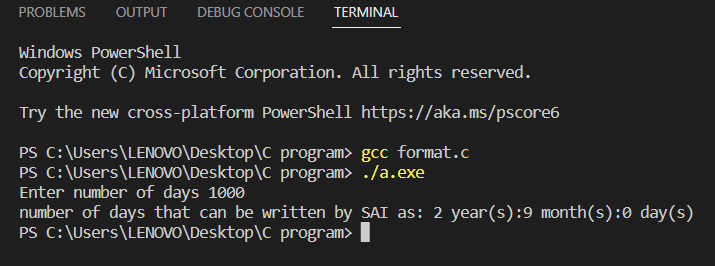 PROBLEMS OUTPUT DEBUG CONSOLE TERMINAL
Windows PowerShell
Copyright (C) Microsoft Corporation. All rights reserved.
Try the new cross-platform PowerShell https://aka.ms/pscore6
PS C:\Users\LENOVO\Desktop\C program> gcc format.c
PS C:\Users\LENOVO\Desktop\C program> ./a.exe
Enter number of days 1000
number of days that can be written by SAI as: 2 year(s):9 month(s):0 day(s)
PS C:\Users\LENOVO\Desktop\C program>